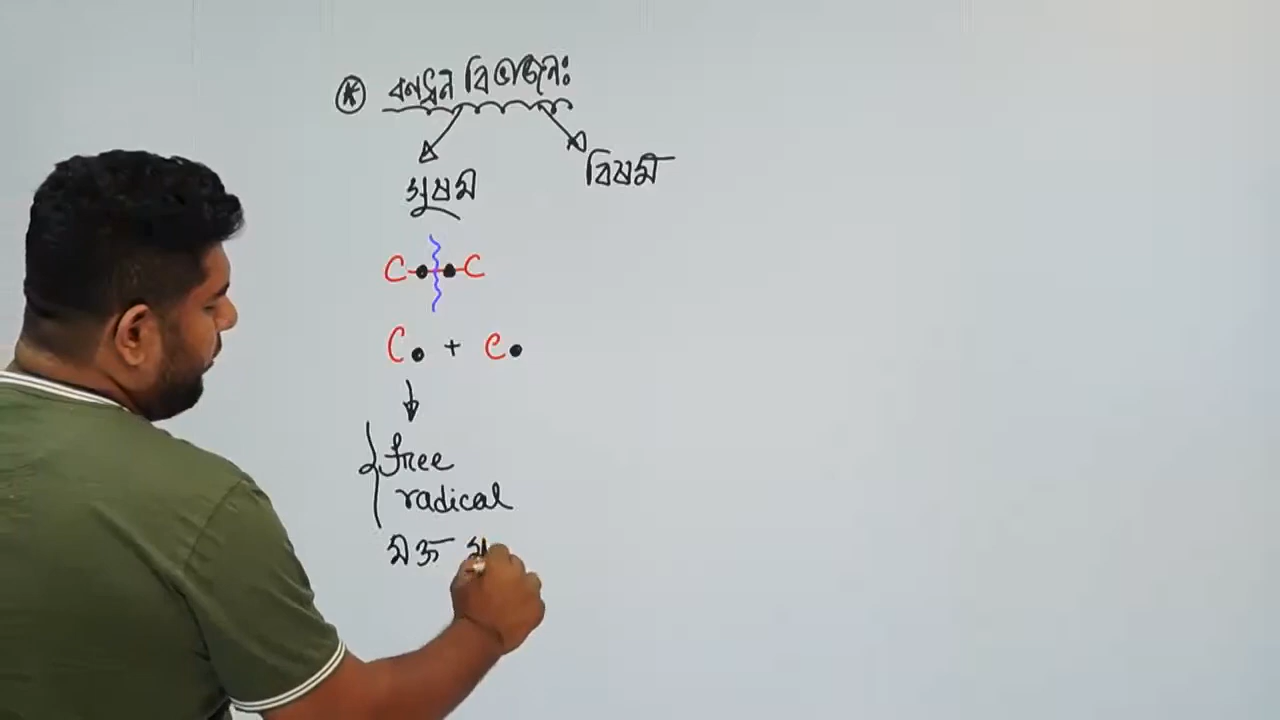 * বন্ধন বিভাজনঃ
সুষম
বিষম
C-•-•-C
C• + C•
free
radical
মুক্ত